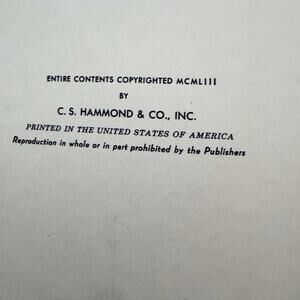 ENTIRE CONTENTS COPYRIGHTED MCMLIII
BY
C. S. HAMMOND & CO., INC.
PRINTED IN THE UNITED STATES OF AMERICA
Reproduction in whole or in part prohibited by the Publishers